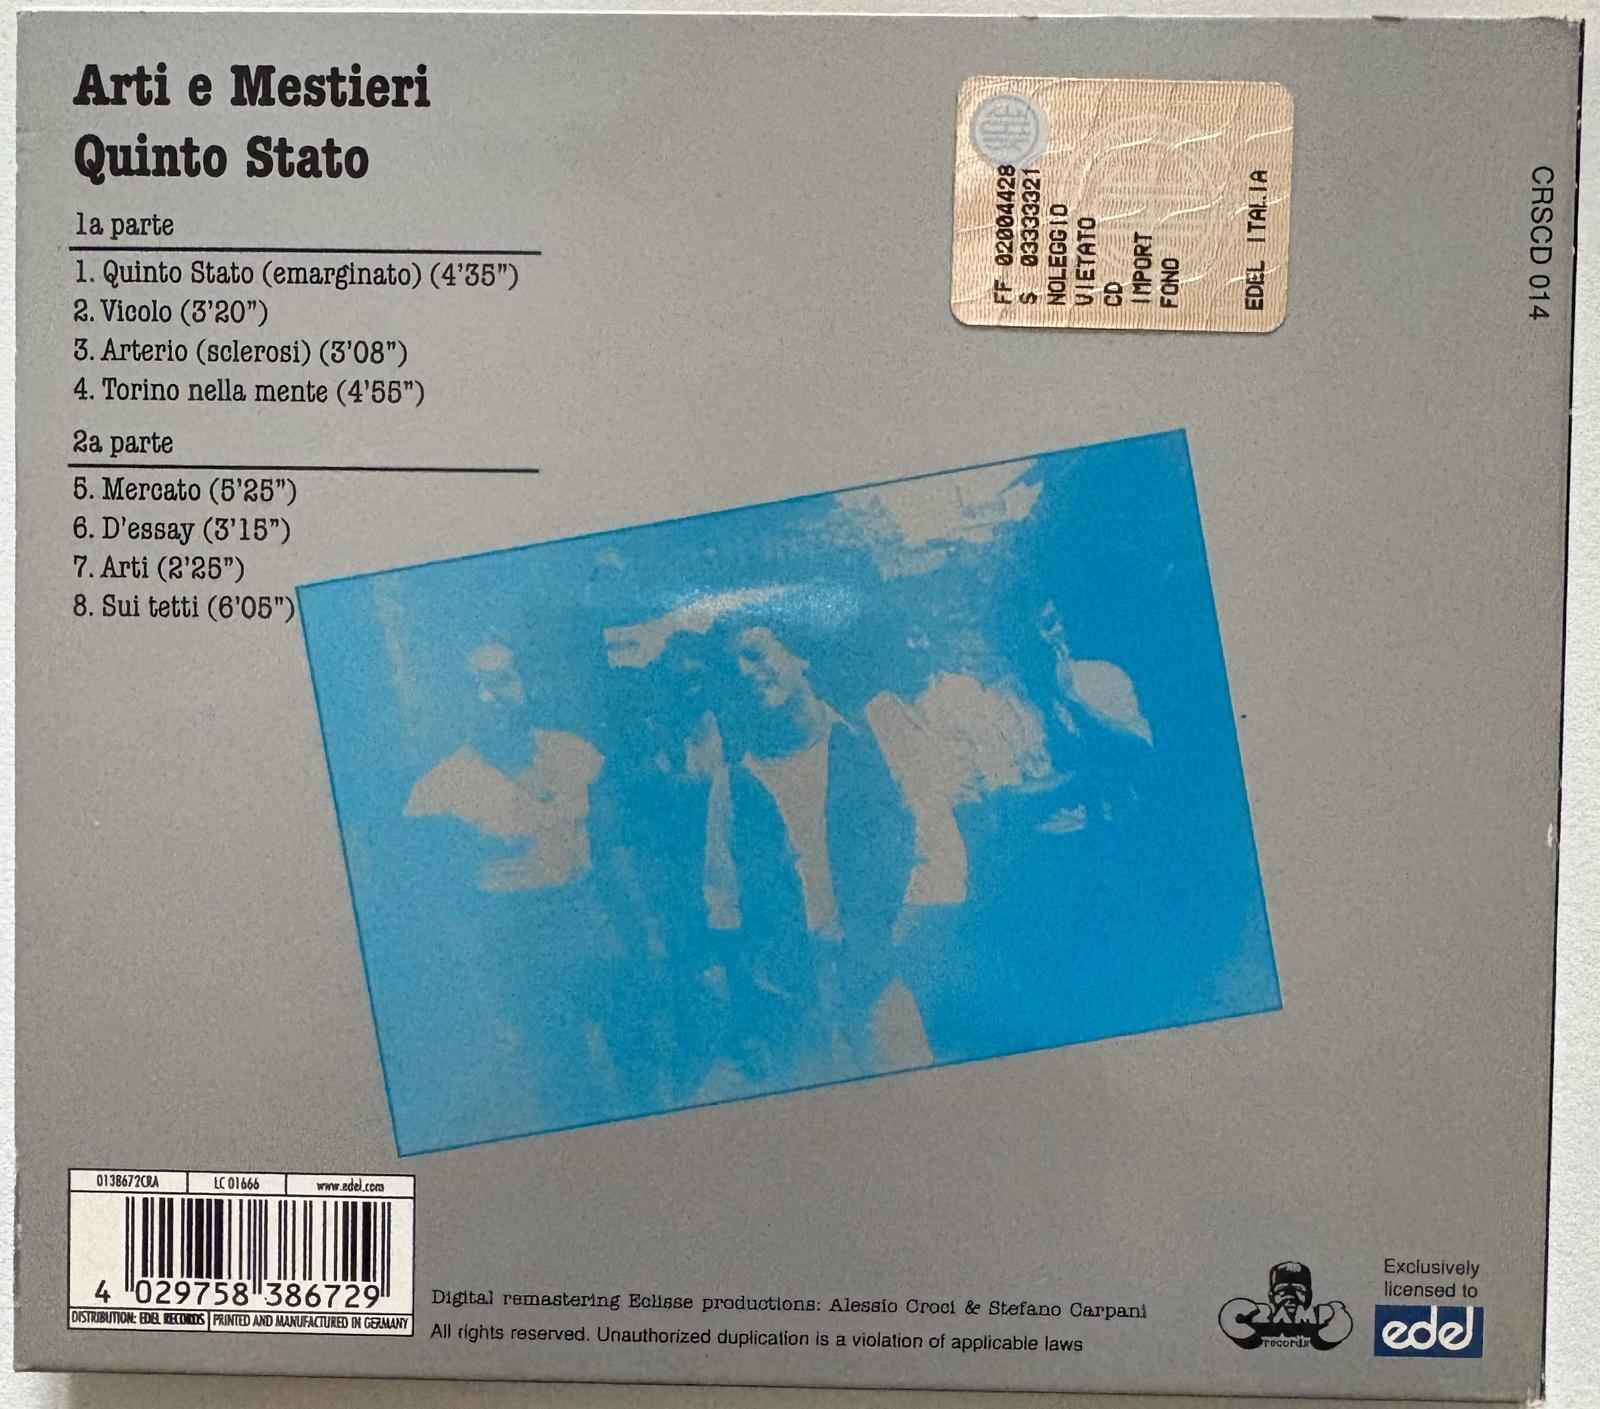 Arti e Mestieri
Quinto Stato
1a parte
1. Quinto Stato (emarginato) (4'35")
2. Vicolo (3'20")
3. Arterio (sclerosi) (3'08")
4. Torino nella mente (4'55")
2a parte
5. Mercato (5'25")
6. D'essay (3'15")
7. Arti (2'25")
8. Sui tetti (6'05")
FF 02004428
S 03333321
NOLEGGIO
VIETATO
CD
IMPORT
FONO
EDEL ITALIA
CRSCD 014
0138672CRA LC 01666 www.edel.com
4 029758 386729
DISTRIBUTION: EDEL RECORDS PRINTED AND MANUFACTURED IN GERMANY
Digital remastering Eclisse productions: Alessio Croci & Stefano Carpani
All rights reserved. Unauthorized duplication is a violation of applicable laws
CRAMPS
records
Exclusively
licensed to
edel